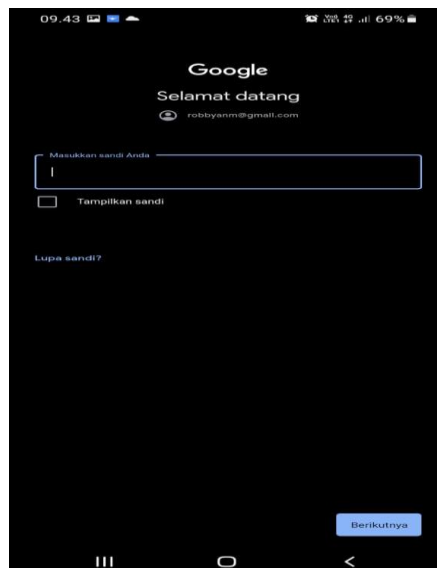 09.43 69%
Google
Selamat datang
robbyanm@gmail.com
Masukkan sandi Anda
Tampilkan sandi
Lupa sandi?
Berikutnya